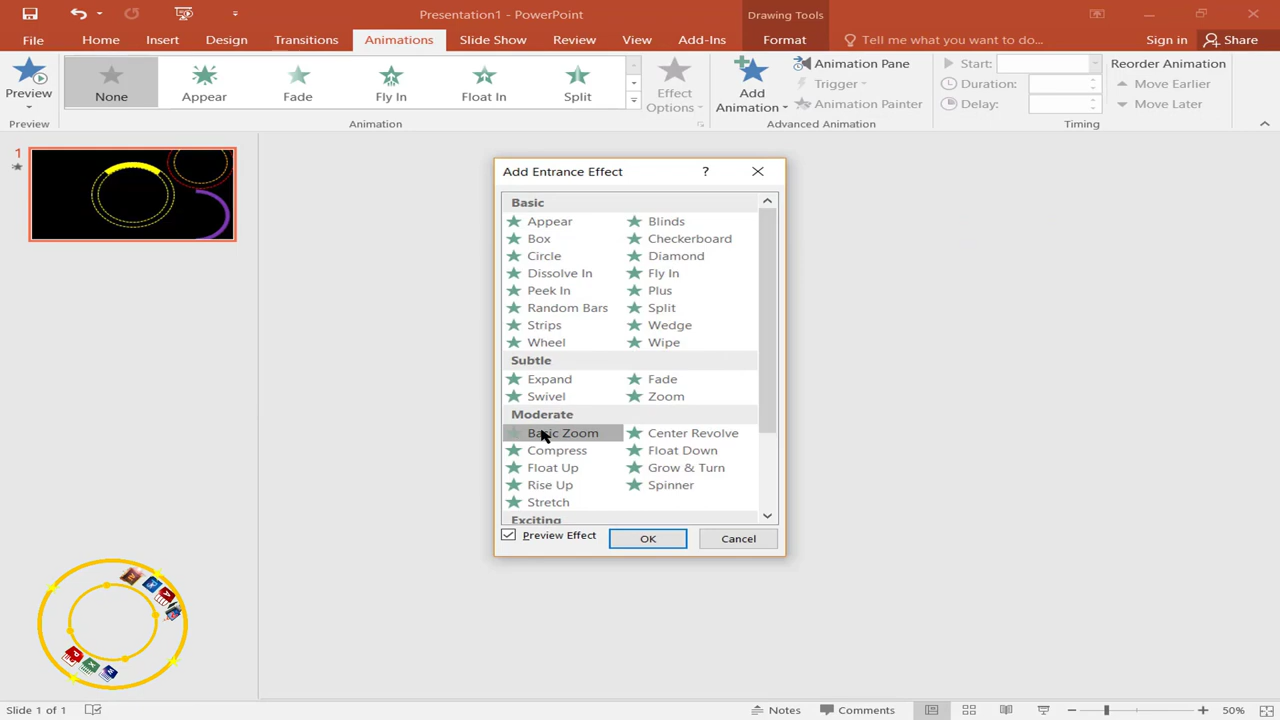 Presentation1 - PowerPoint
Drawing Tools
File Home Insert Design Transitions Animations Slide Show Review View Add-Ins Format Tell me what you want to do... Sign in Share
Preview
None
Appear
Fade
Fly In
Float In
Split
Effect
Options
Add
Animation
Animation Pane
Trigger
Animation Painter
Start:
Duration:
Delay:
Reorder Animation
Move Earlier
Move Later
Preview
Animation
Advanced Animation
Timing
1
Add Entrance Effect ?
Basic
Appear Blinds
Box Checkerboard
Circle Diamond
Dissolve In Fly In
Peek In Plus
Random Bars Split
Strips Wedge
Wheel Wipe
Subtle
Expand Fade
Swivel Zoom
Moderate
Basic Zoom Center Revolve
Compress Float Down
Float Up Grow & Turn
Rise Up Spinner
Stretch
Exciting
Preview Effect OK Cancel
Slide 1 of 1 Notes Comments 50%